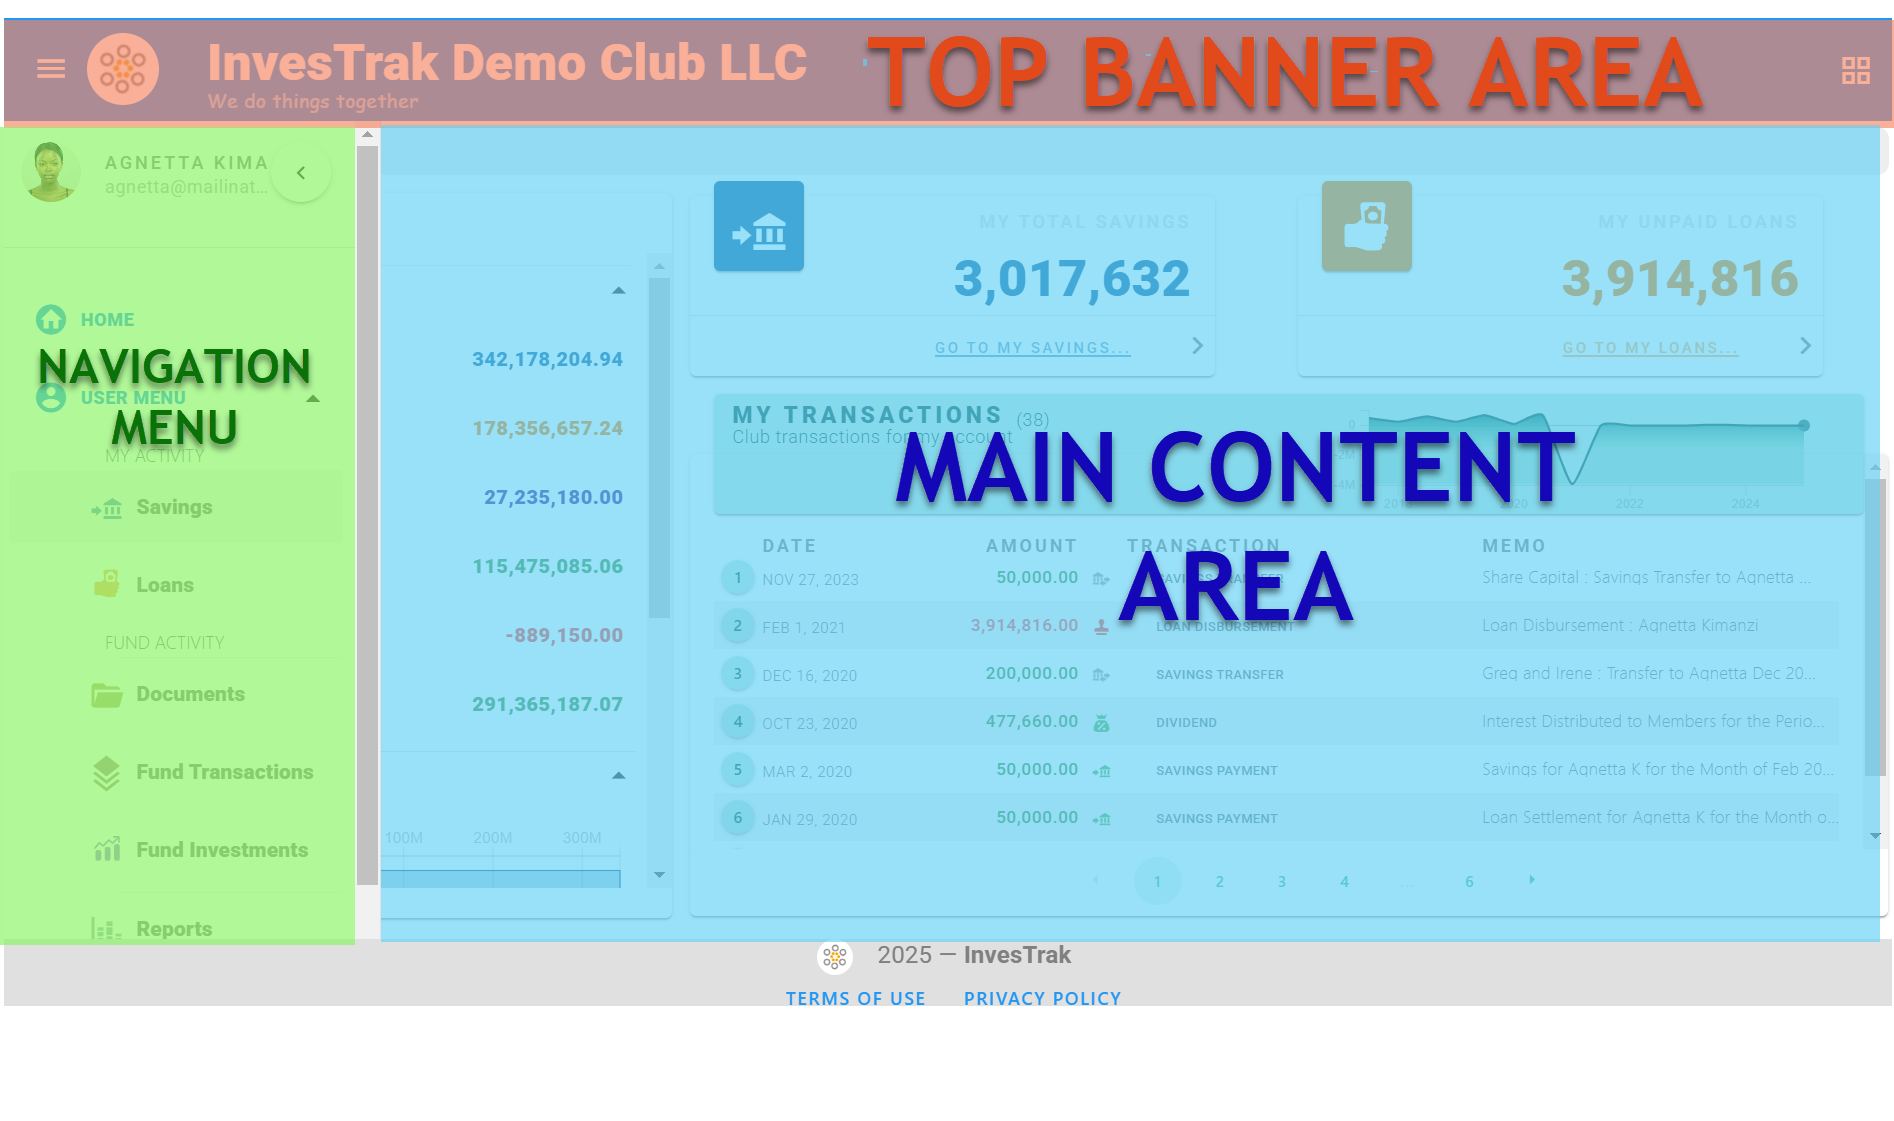 InvesTrak Demo Club LLC
We do things together
TOP BANNER AREA
AGNETTA KIMA
agnetta@mailinat...
HOME
NAVIGATION
MENU
USER MENU
MY ACTIVITY
Savings
Loans
FUND ACTIVITY
Documents
Fund Transactions
Fund Investments
Reports
342,178,204.94
178,356,657.24
27,235,180.00
115,475,085.06
-889,150.00
291,365,187.07
100M 200M 300M
MY TOTAL SAVINGS
3,017,632
GO TO MY SAVINGS...
MY UNPAID LOANS
3,914,816
GO TO MY LOANS...
MY TRANSACTIONS (38)
Club transactions for my account
0
-2M
-4M
2022 2024
MAIN CONTENT
AREA
DATE AMOUNT TRANSACTION MEMO
1 NOV 27, 2023 50,000.00 SAVINGS TRANSFER Share Capital : Savings Transfer to Agnetta ...
2 FEB 1, 2021 3,914,816.00 LOAN DISBURSEMENT Loan Disbursement : Agnetta Kimanzi
3 DEC 16, 2020 200,000.00 SAVINGS TRANSFER Greg and Irene : Transfer to Agnetta Dec 20...
4 OCT 23, 2020 477,660.00 DIVIDEND Interest Distributed to Members for the Perio...
5 MAR 2, 2020 50,000.00 SAVINGS PAYMENT Savings for Agnetta K for the Month of Feb 20...
6 JAN 29, 2020 50,000.00 SAVINGS PAYMENT Loan Settlement for Agnetta K for the Month o...
1 2 3 4 ... 6
2025 — InvesTrak
TERMS OF USE PRIVACY POLICY